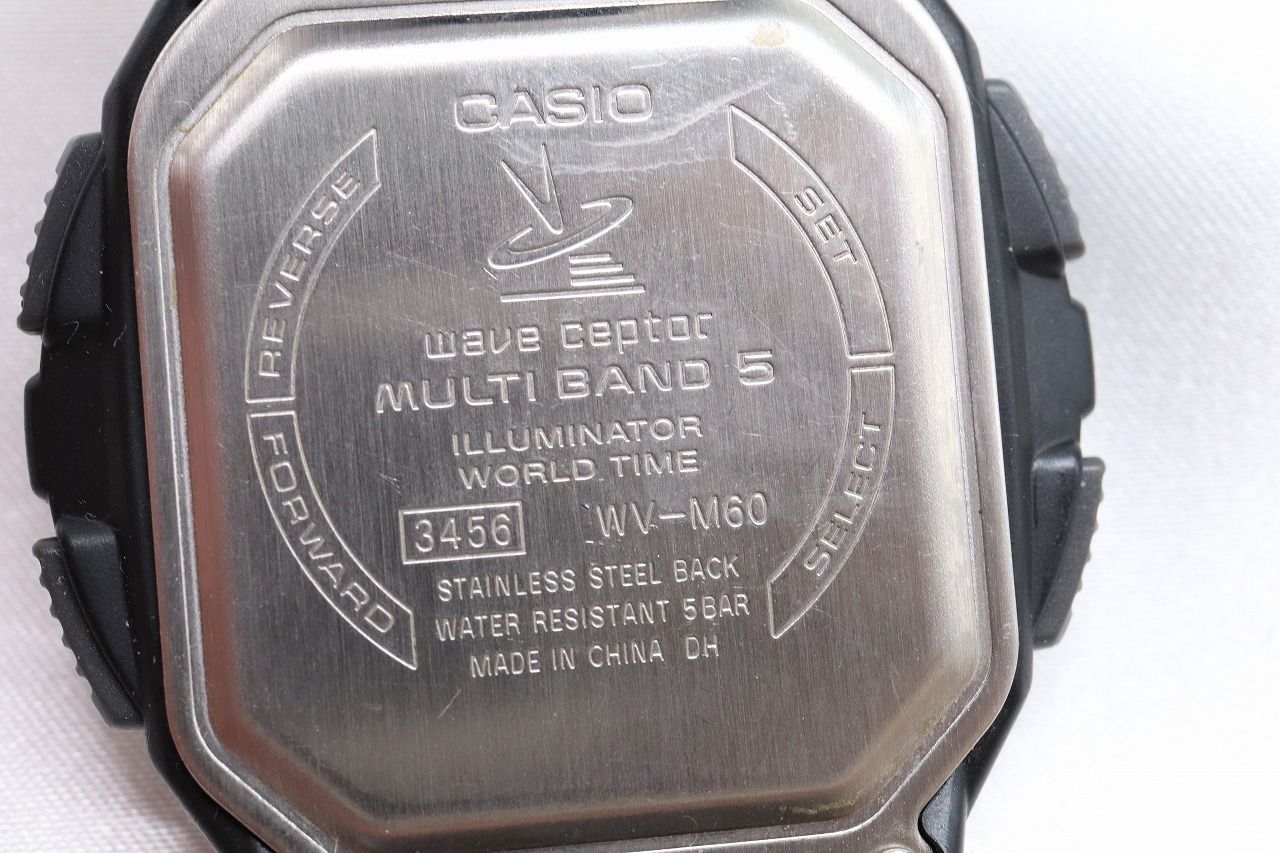 CASIO
REVERSE
SET
wave ceptor
MULTI BAND 5
ILLUMINATOR
WORLD TIME
FORWARD
SELECT
3456 WV-M60
STAINLESS STEEL BACK
WATER RESISTANT 5BAR
MADE IN CHINA DH